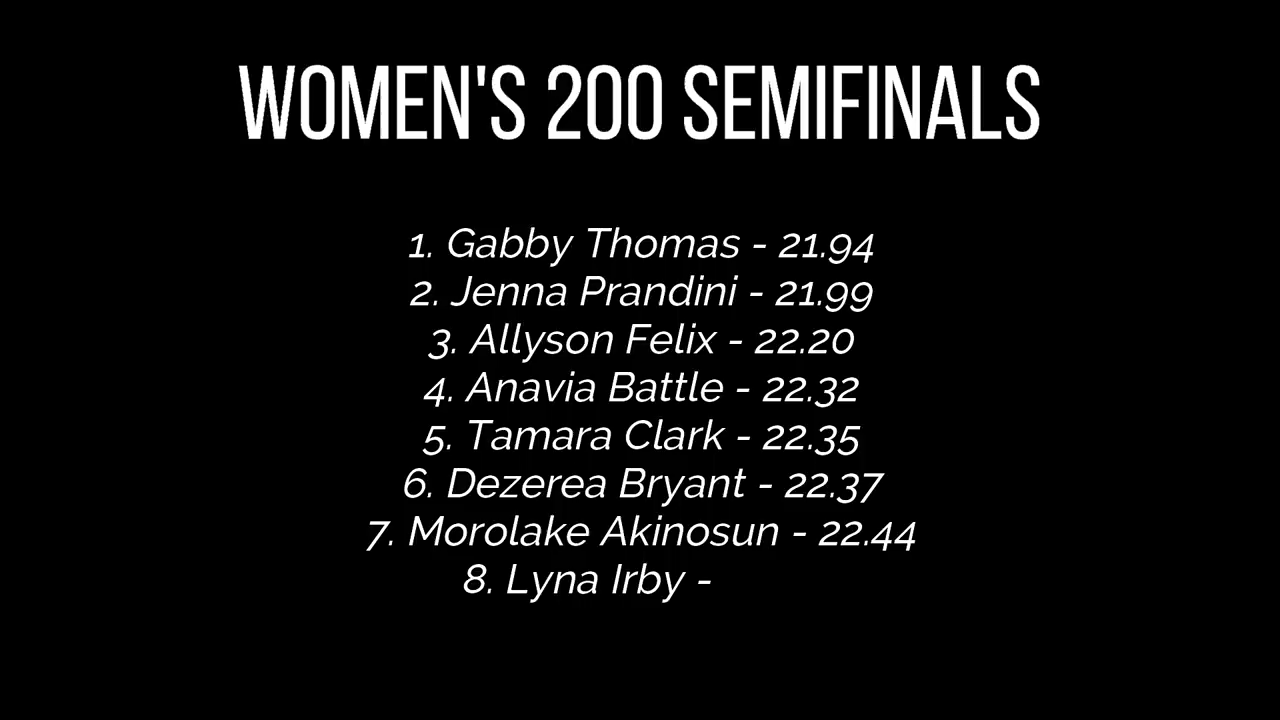 WOMEN'S 200 SEMIFINALS
1. Gabby Thomas - 21.94
2. Jenna Prandini - 21.99
3. Allyson Felix - 22.20
4. Anavia Battle - 22.32
5. Tamara Clark - 22.35
6. Dezerea Bryant - 22.37
7. Morolake Akinosun - 22.44
8. Lyna Irby -